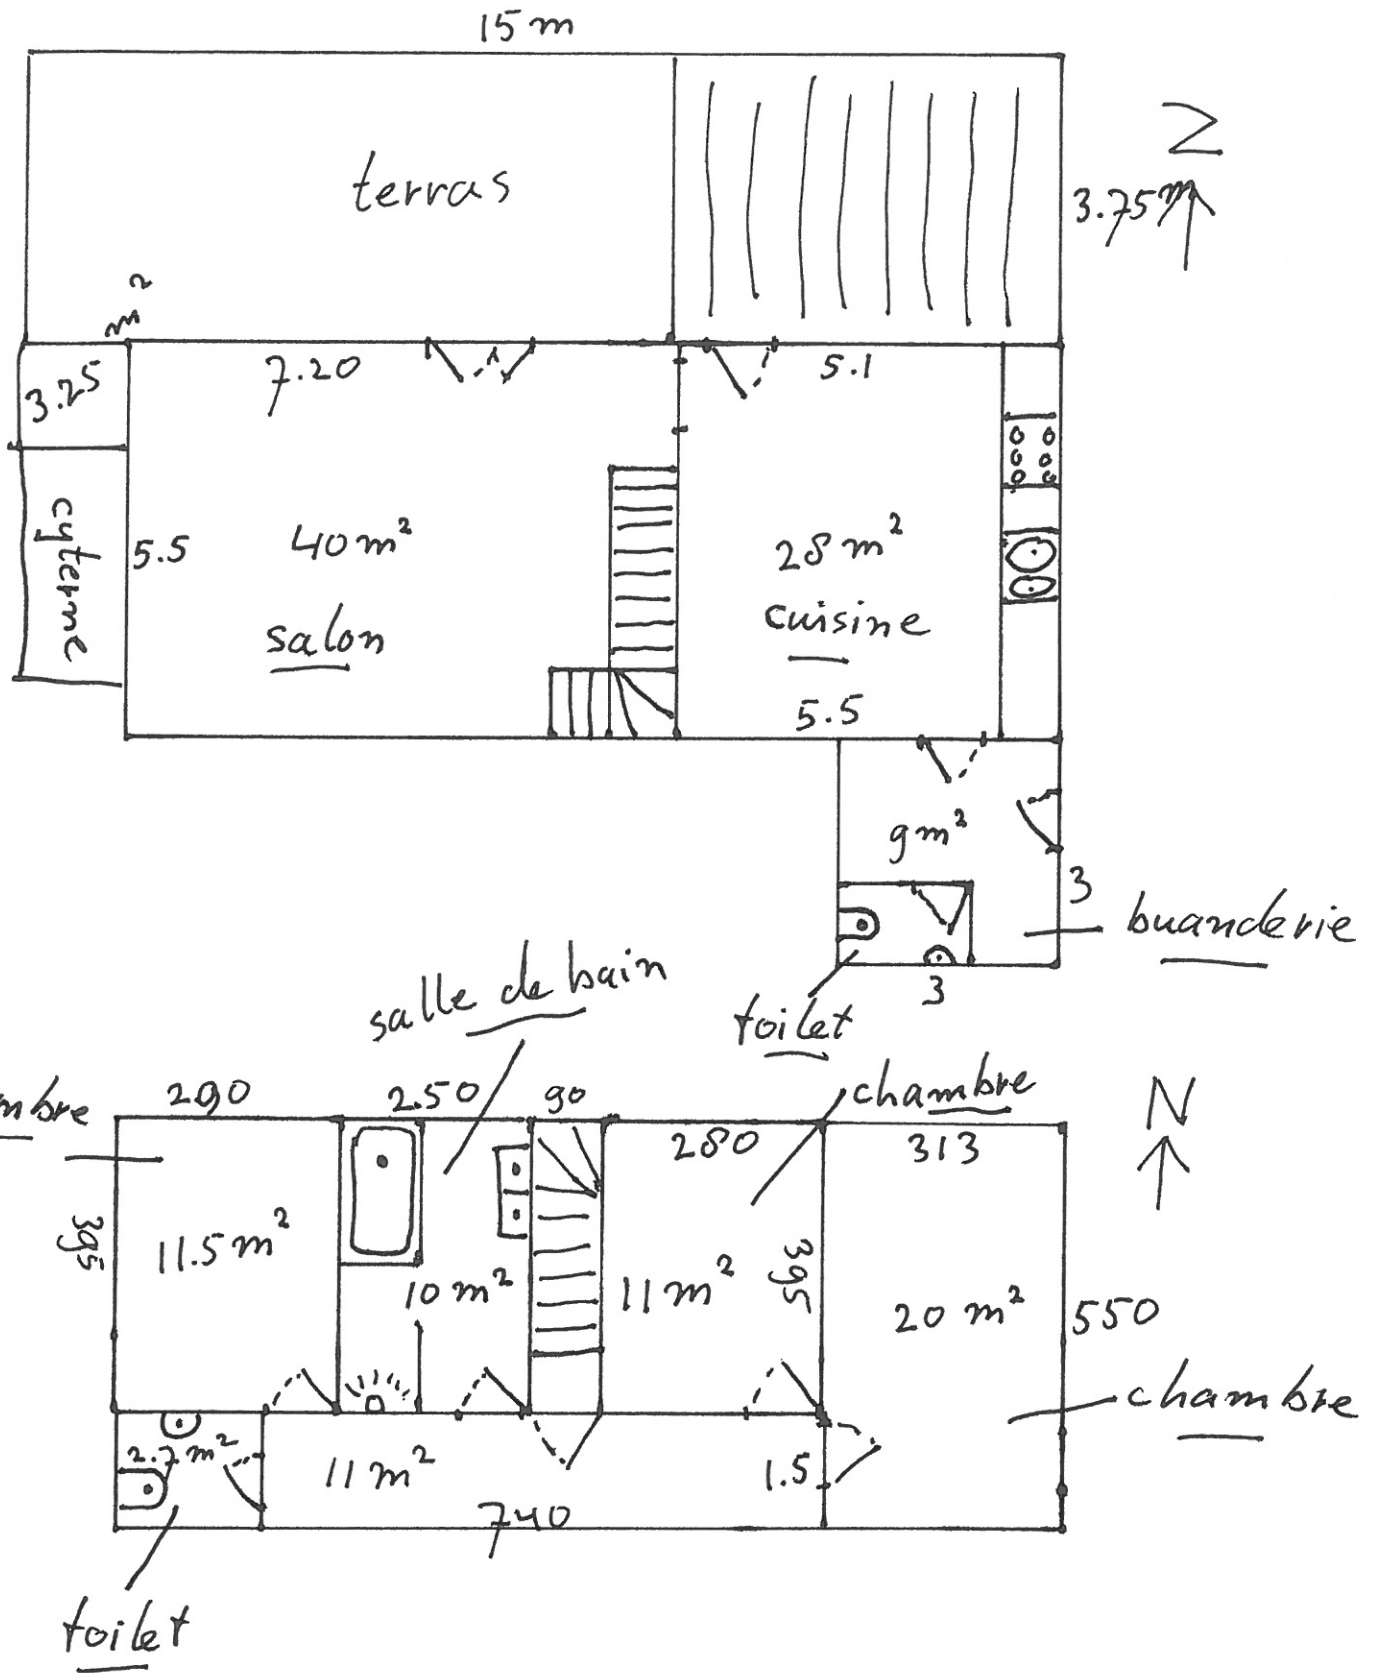 15 m
terras
N
3.75 m
m²
3.25
7.20
5.1
cyterne
5.5
40 m²
salon
28 m²
cuisine
5.5
9 m²
3
buanderie
3
toilet
salle de bain
mbre
290
250
90
chambre
280
313
N
395
11.5 m²
10 m²
11 m²
395
20 m²
550
chambre
2.7 m²
11 m²
1.5
740
toilet